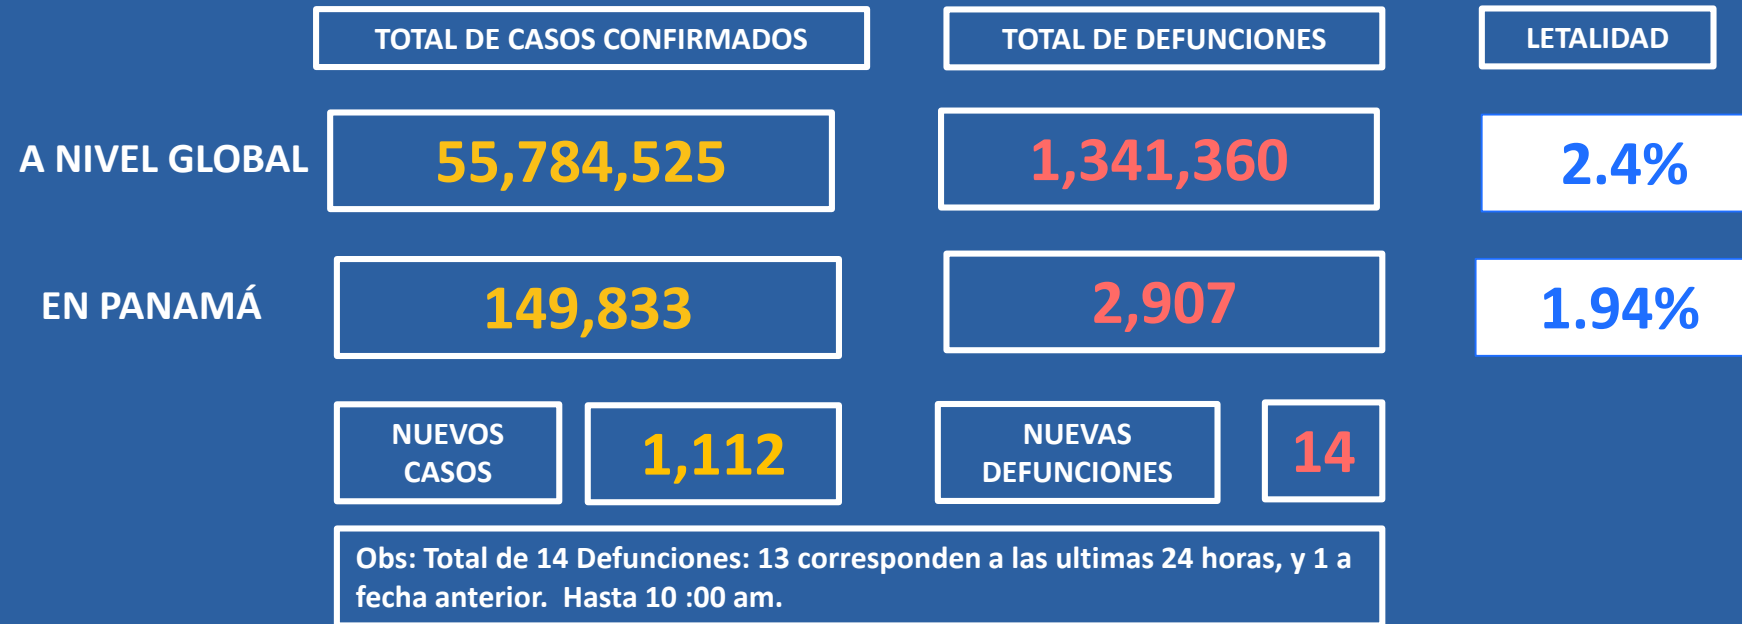 TOTAL DE CASOS CONFIRMADOS
TOTAL DE DEFUNCIONES
LETALIDAD
A NIVEL GLOBAL
55,784,525
1,341,360
2.4%
EN PANAMÁ
149,833
2,907
1.94%
NUEVOS
CASOS
1,112
NUEVAS
DEFUNCIONES
14
Obs: Total de 14 Defunciones: 13 corresponden a las ultimas 24 horas, y 1 a
fecha anterior.  Hasta 10 :00 am.